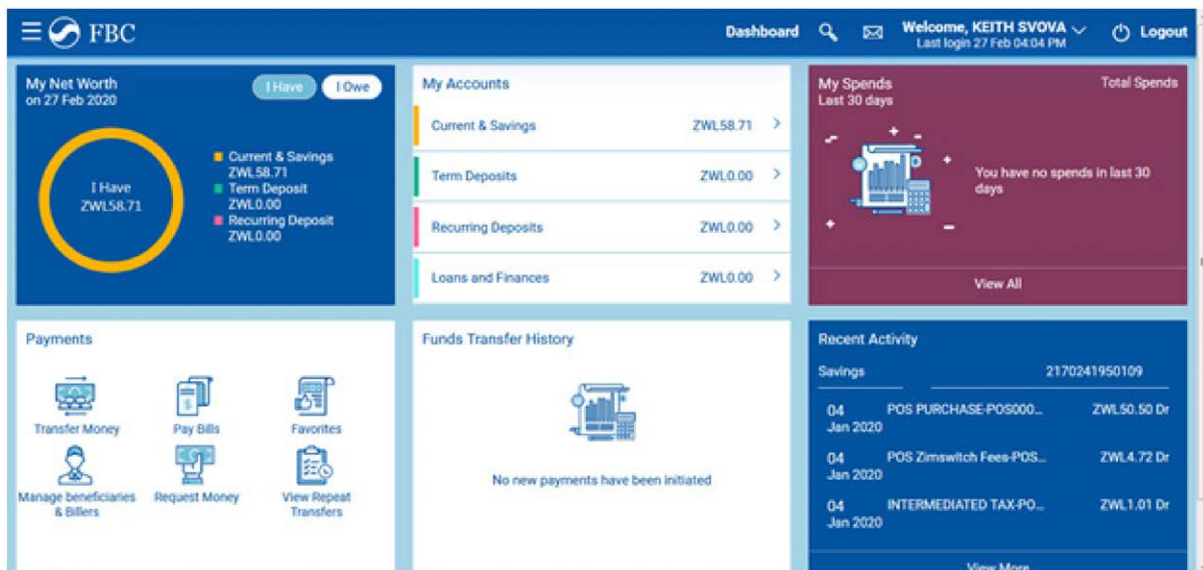 FBC
Dashboard
Welcome, KEITH SVOVA
Last login 27 Feb 04:04 PM
Logout
My Net Worth
on 27 Feb 2020
I Have
I Owe
I Have
ZWL58.71
Current & Savings
ZWL58.71
Term Deposit
ZWL0.00
Recurring Deposit
ZWL0.00
My Accounts
Current & Savings ZWL58.71
Term Deposits ZWL0.00
Recurring Deposits ZWL0.00
Loans and Finances ZWL0.00
My Spends
Last 30 days
Total Spends
You have no spends in last 30
days
View All
Payments
Transfer Money
Pay Bills
Favorites
Manage beneficiaries
& Billers
Request Money
View Repeat
Transfers
Funds Transfer History
No new payments have been initiated
Recent Activity
Savings 2170241950109
04 POS PURCHASE-POS000... ZWL50.50 Dr
Jan 2020
04 POS Zimswitch Fees-POS... ZWL4.72 Dr
Jan 2020
04 INTERMEDIATED TAX-PO... ZWL1.01 Dr
Jan 2020
View More